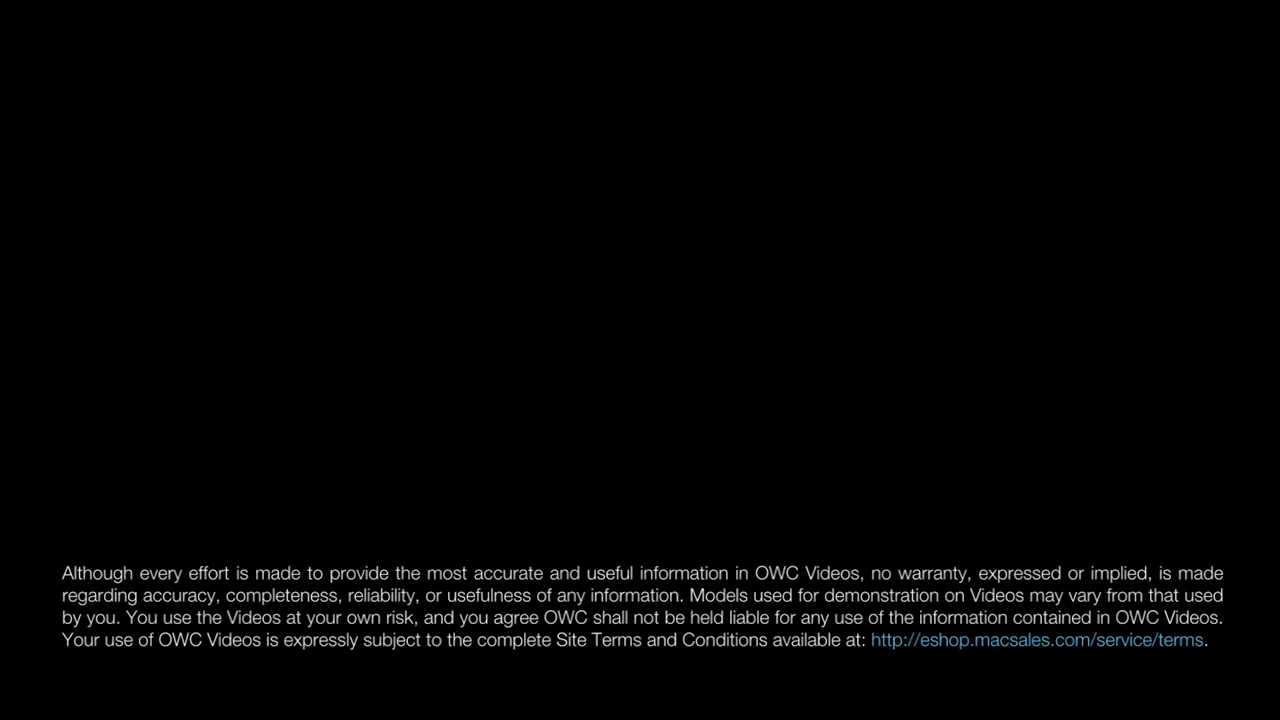 Although every effort is made to provide the most accurate and useful information in OWC Videos, no warranty, expressed or implied, is made
regarding accuracy, completeness, reliability, or usefulness of any information. Models used for demonstration on Videos may vary from that used
by you. You use the Videos at your own risk, and you agree OWC shall not be held liable for any use of the information contained in OWC Videos.
Your use of OWC Videos is expressly subject to the complete Site Terms and Conditions available at: http://eshop.macsales.com/service/terms.